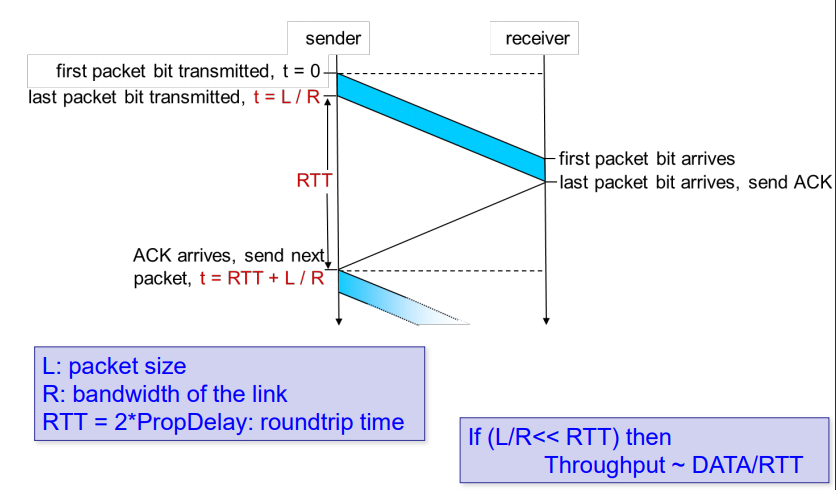 sender
receiver
first packet bit transmitted, t = 0
last packet bit transmitted, t = L / R
first packet bit arrives
RTT
last packet bit arrives, send ACK
ACK arrives, send next
packet, t = RTT + L / R
L: packet size
R: bandwidth of the link
RTT = 2*PropDelay: roundtrip time
If (L/R<< RTT) then
Throughput ~ DATA/RTT